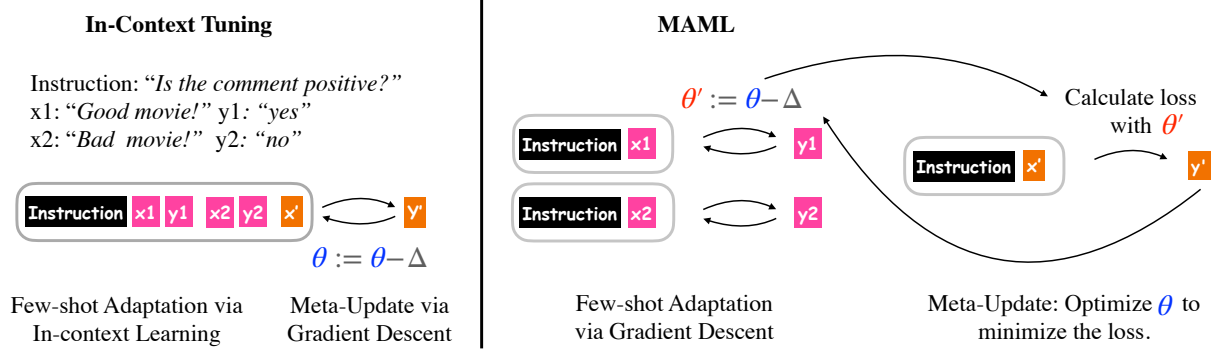 In-Context Tuning
Instruction: “Is the comment positive?”
x1: “Good movie!” y1: “yes”
x2: “Bad movie!” y2: “no”
Instruction x1 y1 x2 y2 x' Y'
θ := θ− Δ
Few-shot Adaptation via
In-context Learning
Meta-Update via
Gradient Descent
MAML
θ' := θ− Δ
Instruction x1 y1
Instruction x2 y2
Few-shot Adaptation
via Gradient Descent
Calculate loss
with θ'
Instruction x' y'
Meta-Update: Optimize θ to
minimize the loss.